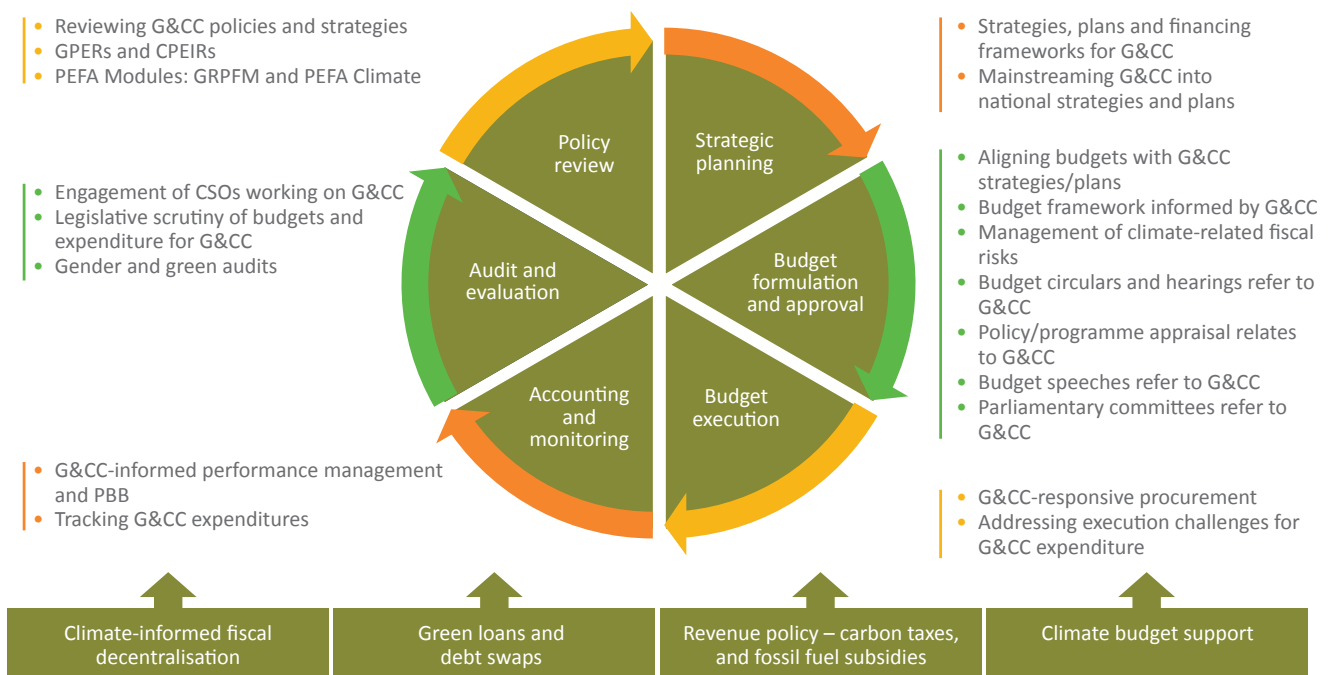 • Reviewing G&CC policies and strategies
• GPERs and CPEIRs
• PEFA Modules: GRPFM and PEFA Climate
• Engagement of CSOs working on G&CC
• Legislative scrutiny of budgets and
expenditure for G&CC
• Gender and green audits
• G&CC-informed performance management
and PBB
• Tracking G&CC expenditures
Policy
review
Strategic
planning
Audit and
evaluation
Budget
formulation
and approval
Accounting
and
monitoring
Budget
execution
• Strategies, plans and financing
frameworks for G&CC
• Mainstreaming G&CC into
national strategies and plans
• Aligning budgets with G&CC
strategies/plans
• Budget framework informed by G&CC
• Management of climate-related fiscal
risks
• Budget circulars and hearings refer to
G&CC
• Policy/programme appraisal relates
to G&CC
• Budget speeches refer to G&CC
• Parliamentary committees refer to
G&CC
• G&CC-responsive procurement
• Addressing execution challenges for
G&CC expenditure
Climate-informed fiscal
decentralisation
Green loans and
debt swaps
Revenue policy – carbon taxes,
and fossil fuel subsidies
Climate budget support